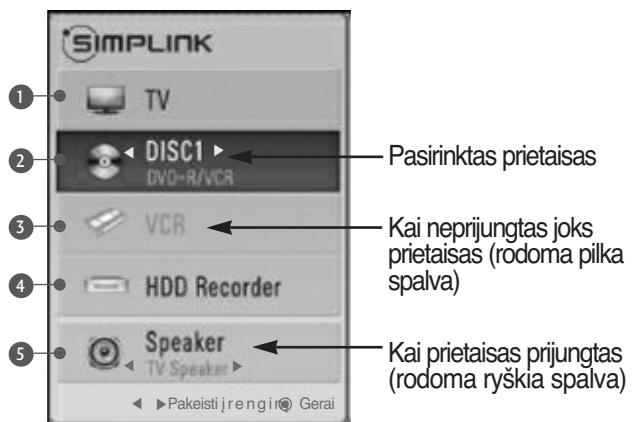 SIMPLINK
1 TV
2 ◄ DISC1 ► Pasirinktas prietaisas
DVD-R/VCR
3 VCR Kai neprijungtas joks
prietaisas (rodoma pilka
spalva)
4 HDD Recorder
5 Speaker Kai prietaisas prijungtas
◄ TV Speaker ► (rodoma ryškia spalva)
◄ ►Pakeisti įrenginį ◉ Gerai